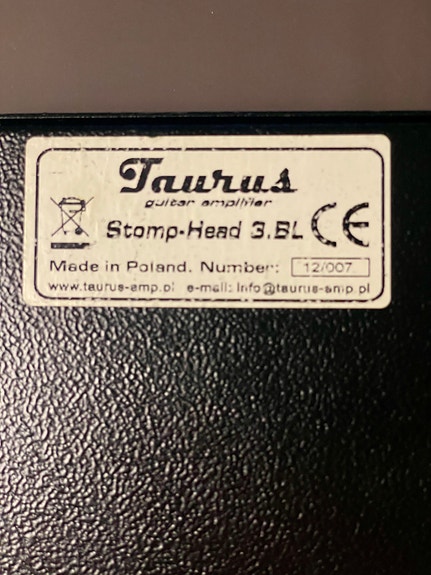 Taurus
guitar amplifier
Stomp-Head 3.BL CE
Made in Poland. Number: 12/007
www.taurus-amp.pl e-mail: info@taurus-amp.pl